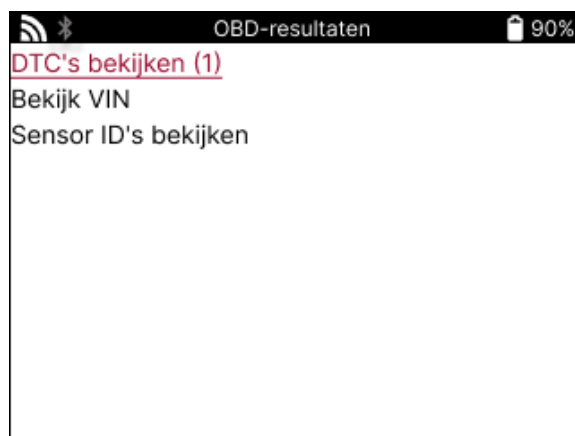 OBD-resultaten 90%
DTC's bekijken (1)
Bekijk VIN
Sensor ID's bekijken